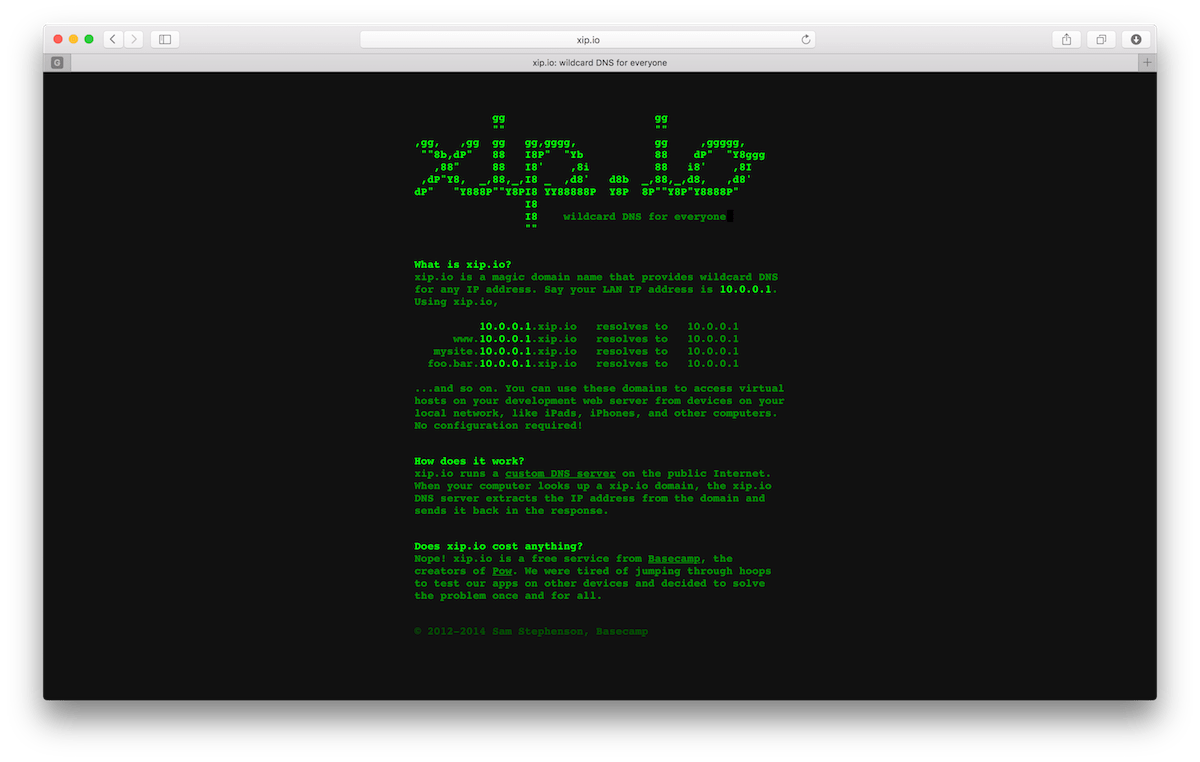 xip.io
G
xip.io: wildcard DNS for everyone
gg                     gg
""                     ""
,gg,   ,gg  gg   gg,gggg,            gg     ,ggggg,
""8b,dP"   88   I8P"  "Yb           88    dP"  "Y8ggg
,88"     88   I8'    ,8i          88   i8'    ,8I
,dP"Y8,  _,88,_,I8 _  ,d8'   d8b  _,88,_,d8,   ,d8'
dP"   "Y888P""Y8PI8 YY88888P  Y8P  8P""Y8P"Y8888P"
I8
I8    wildcard DNS for everyone
""
What is xip.io?
xip.io is a magic domain name that provides wildcard DNS
for any IP address. Say your LAN IP address is 10.0.0.1.
Using xip.io,
10.0.0.1.xip.io   resolves to   10.0.0.1
www.10.0.0.1.xip.io   resolves to   10.0.0.1
mysite.10.0.0.1.xip.io   resolves to   10.0.0.1
foo.bar.10.0.0.1.xip.io   resolves to   10.0.0.1
...and so on. You can use these domains to access virtual
hosts on your development web server from devices on your
local network, like iPads, iPhones, and other computers.
No configuration required!
How does it work?
xip.io runs a custom DNS server on the public Internet.
When your computer looks up a xip.io domain, the xip.io
DNS server extracts the IP address from the domain and
sends it back in the response.
Does xip.io cost anything?
Nope! xip.io is a free service from Basecamp, the
creators of Pow. We were tired of jumping through hoops
to test our apps on other devices and decided to solve
the problem once and for all.
© 2012-2014 Sam Stephenson, Basecamp